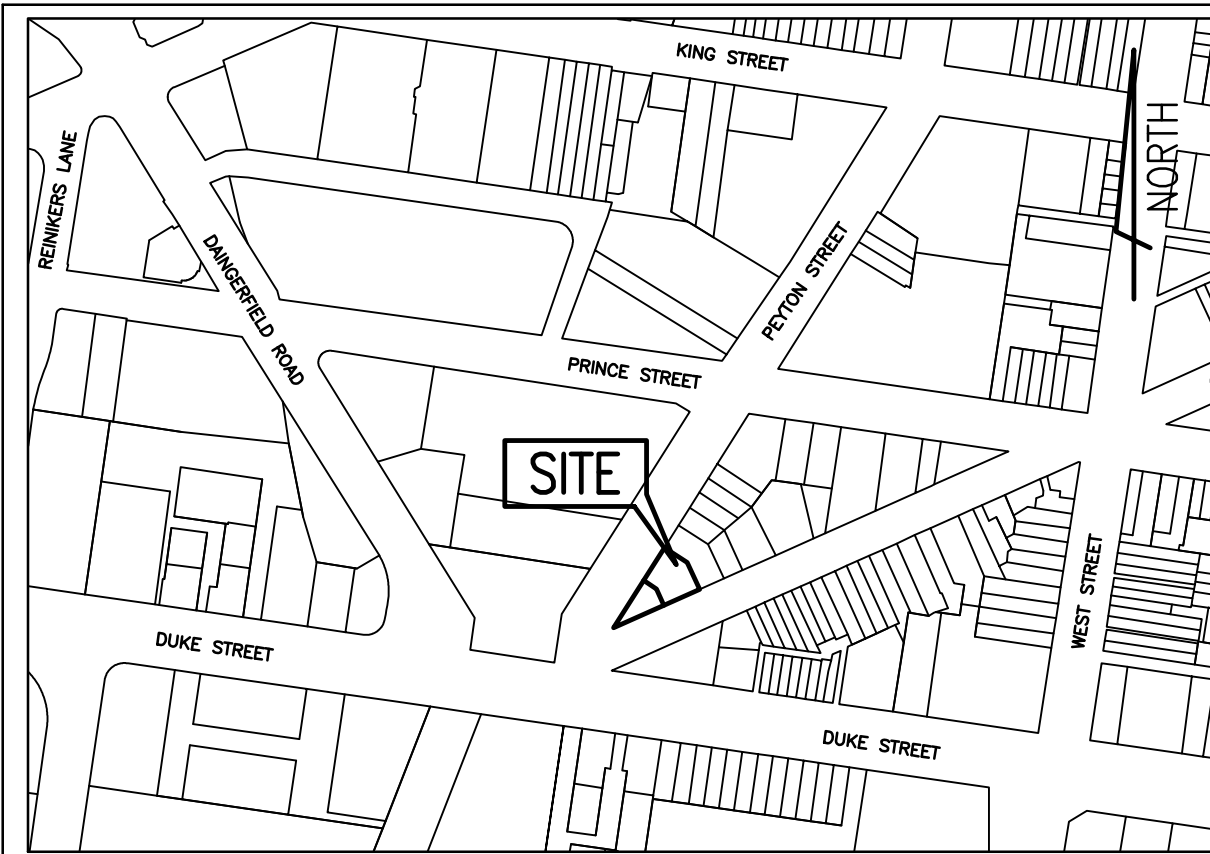 KING STREET
NORTH
REINIKERS LANE
DAINGERFIELD ROAD
PEYTON STREET
PRINCE STREET
SITE
WEST STREET
DUKE STREET
DUKE STREET